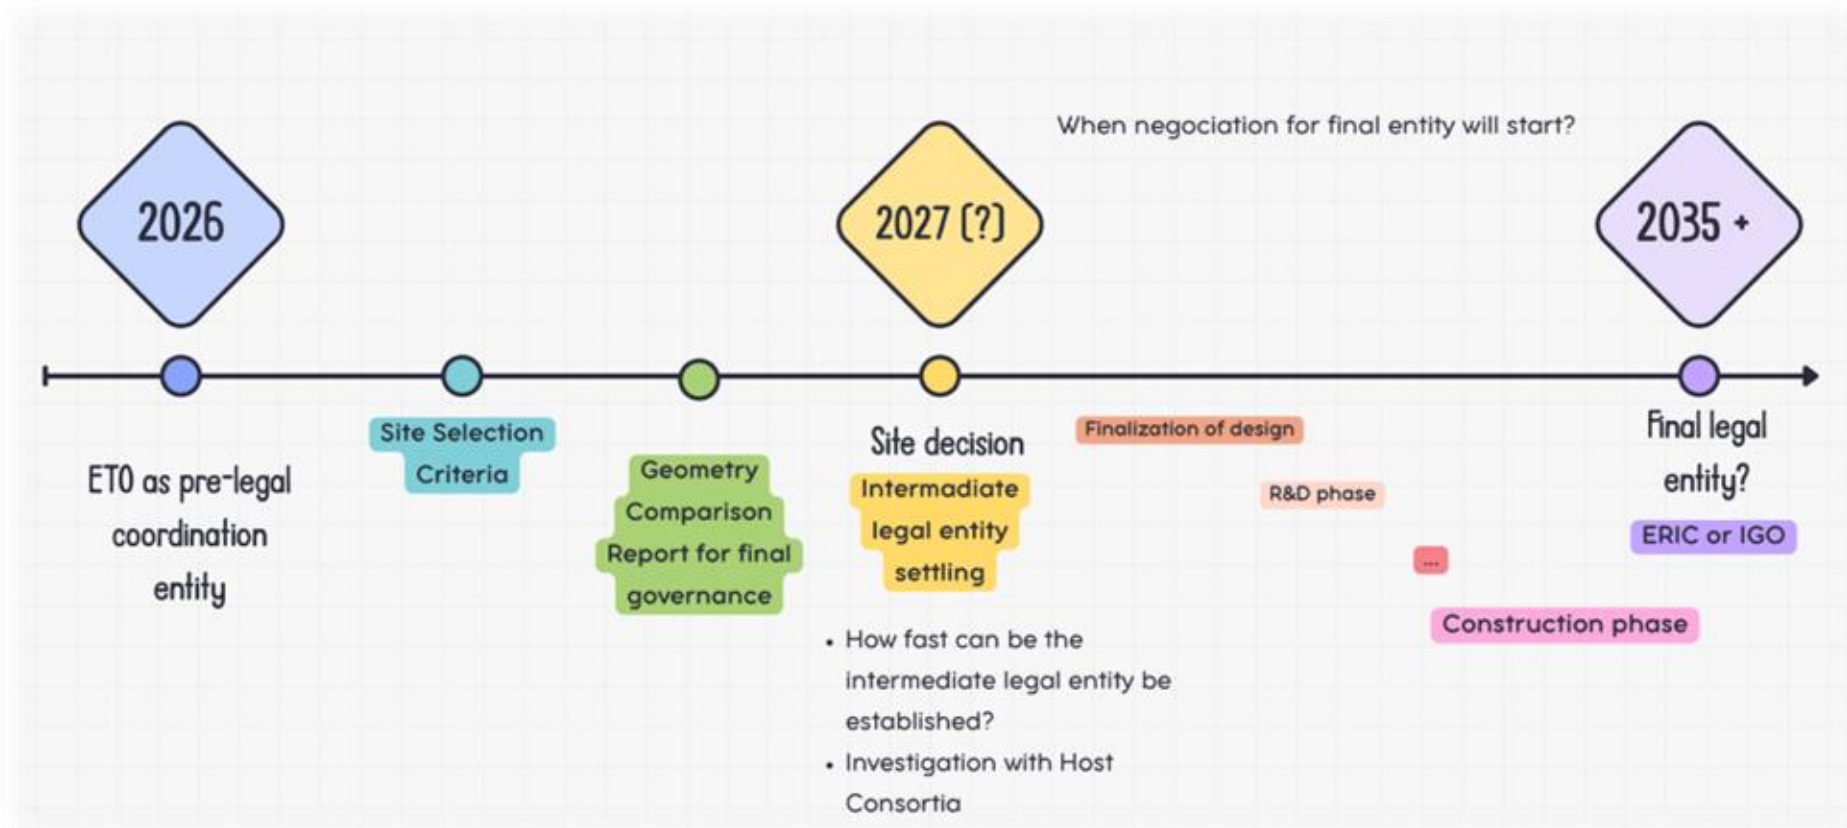 2026
2027 (?)
When negociation for final entity will start?
2035 +
ETO as pre-legal
coordination
entity
Site Selection
Criteria
Geometry
Comparison
Report for final
governance
Site decision
Intermadiate
legal entity
settling
• How fast can be the
intermediate legal entity be
established?
• Investigation with Host
Consortia
Finalization of design
R&D phase
...
Construction phase
Final legal
entity?
ERIC or IGO